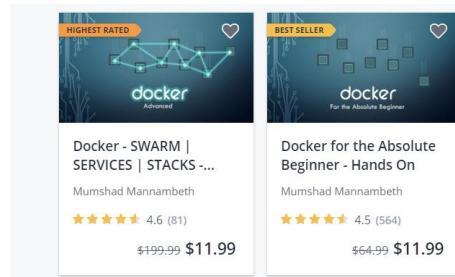 HIGHEST RATED
docker
Advanced
Docker - SWARM |
SERVICES | STACKS -...
Mumshad Mannambeth
4.6 (81)
$199.99 $11.99
BEST SELLER
docker
For the Absolute Beginner
Docker for the Absolute
Beginner - Hands On
Mumshad Mannambeth
4.5 (564)
$64.99 $11.99